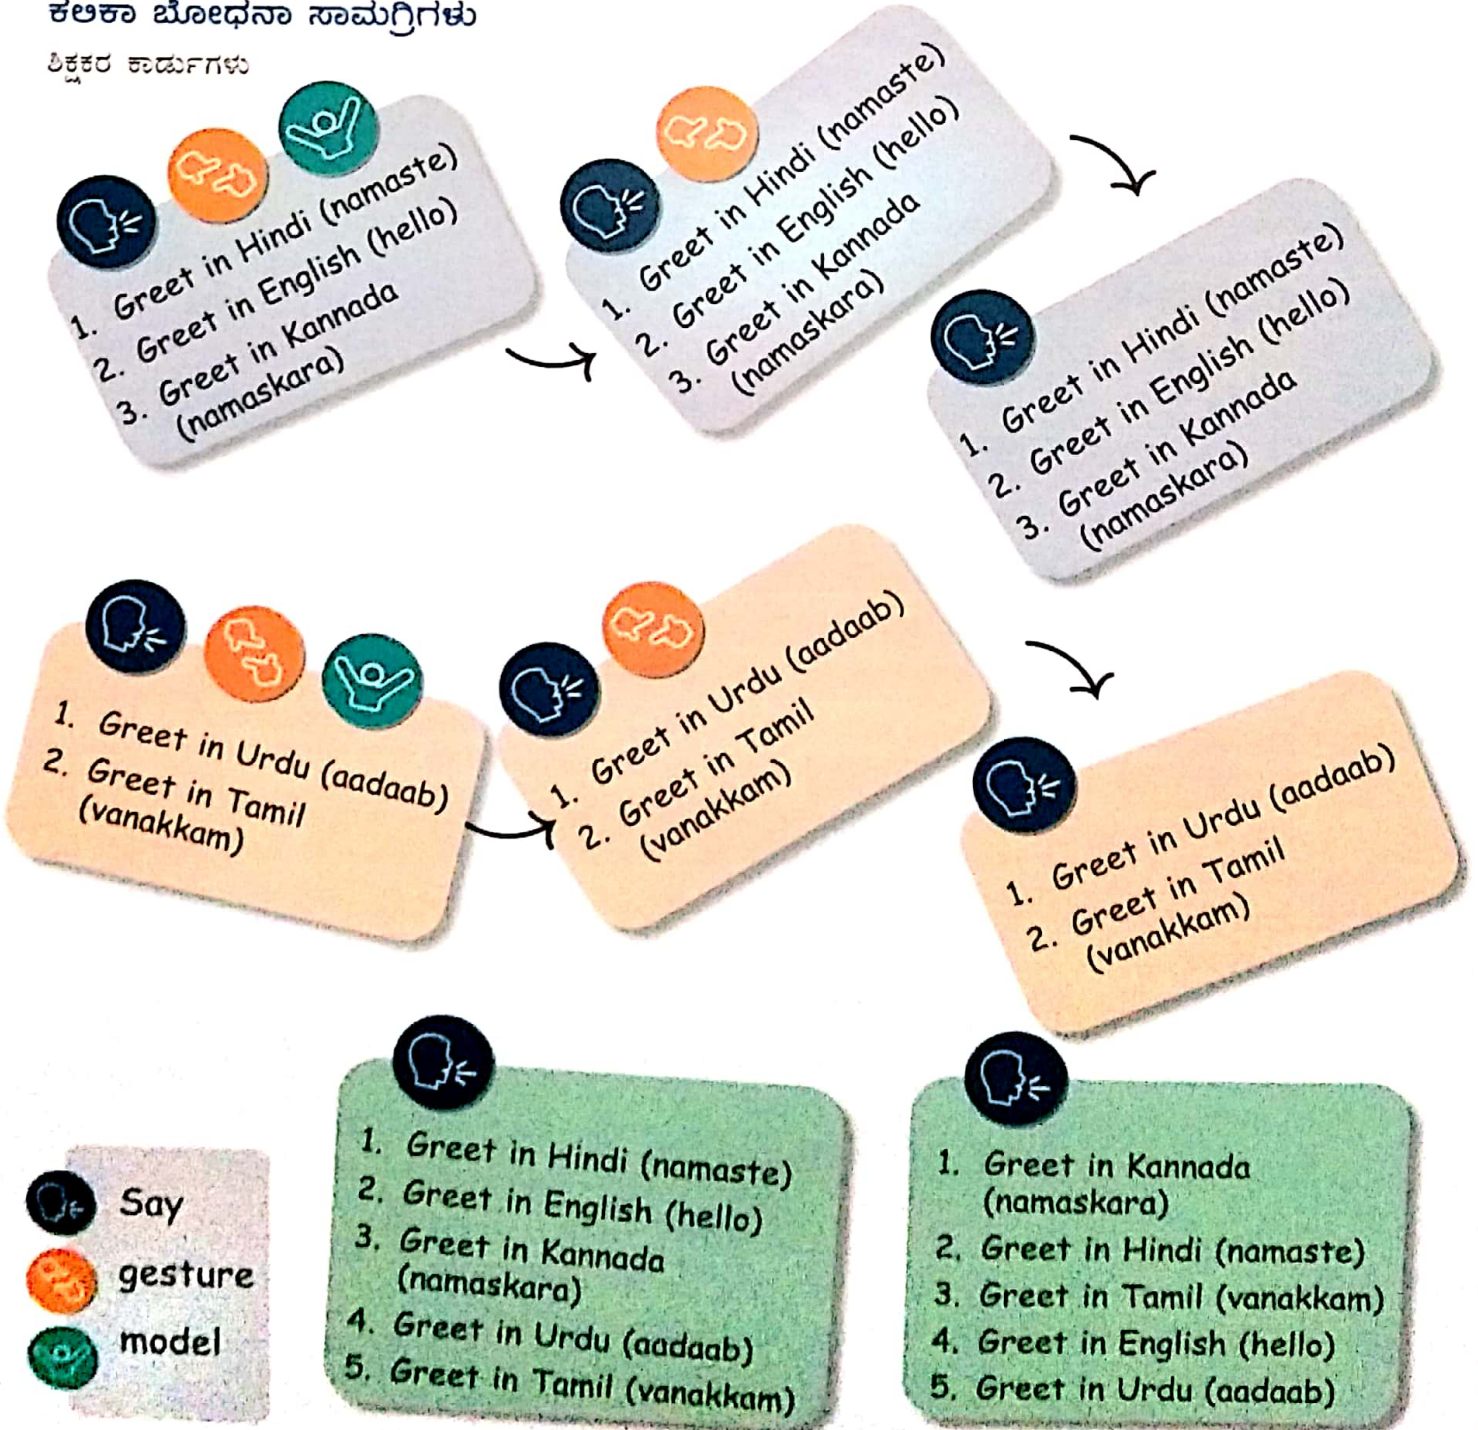 ಕಲಿಕಾ ಬೋಧನಾ ಸಾಮಗ್ರಿಗಳು
ಶಿಕ್ಷಕರ ಕಾರ್ಡುಗಳು
1. Greet in Hindi (namaste)
2. Greet in English (hello)
3. Greet in Kannada
(namaskara)
1. Greet in Hindi (namaste)
2. Greet in English (hello)
3. Greet in Kannada
(namaskara)
1. Greet in Hindi (namaste)
2. Greet in English (hello)
3. Greet in Kannada
(namaskara)
1. Greet in Urdu (aadaab)
2. Greet in Tamil
(vanakkam)
1. Greet in Urdu (aadaab)
2. Greet in Tamil
(vanakkam)
1. Greet in Urdu (aadaab)
2. Greet in Tamil
(vanakkam)
Say
gesture
model
1. Greet in Hindi (namaste)
2. Greet in English (hello)
3. Greet in Kannada
(namaskara)
4. Greet in Urdu (aadaab)
5. Greet in Tamil (vanakkam)
1. Greet in Kannada
(namaskara)
2. Greet in Hindi (namaste)
3. Greet in Tamil (vanakkam)
4. Greet in English (hello)
5. Greet in Urdu (aadaab)